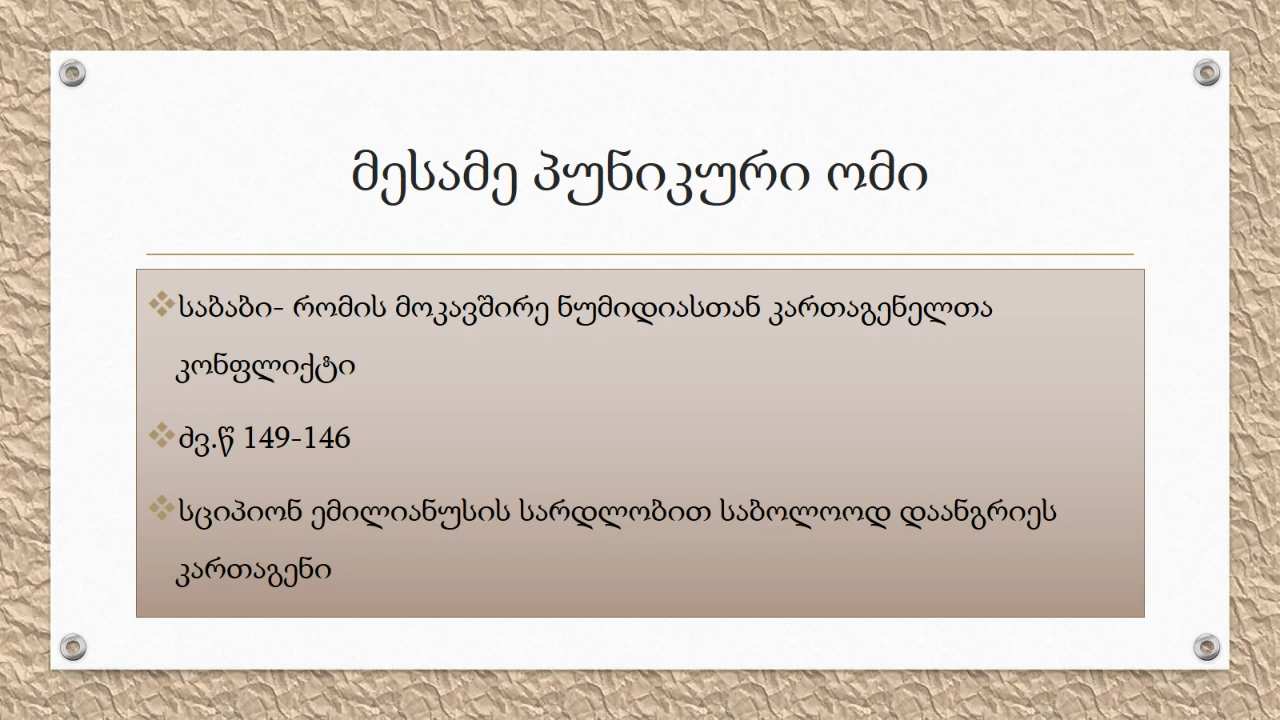 მესამე პუნიკური ომი
საბაბი- რომის მოკავშირე ნუმიდიასთან კართაგენელთა
კონფლიქტი
ძვ.წ 149-146
სციპიონ ემილიანუსის სარდლობით საბოლოოდ დაანგრიეს
კართაგენი